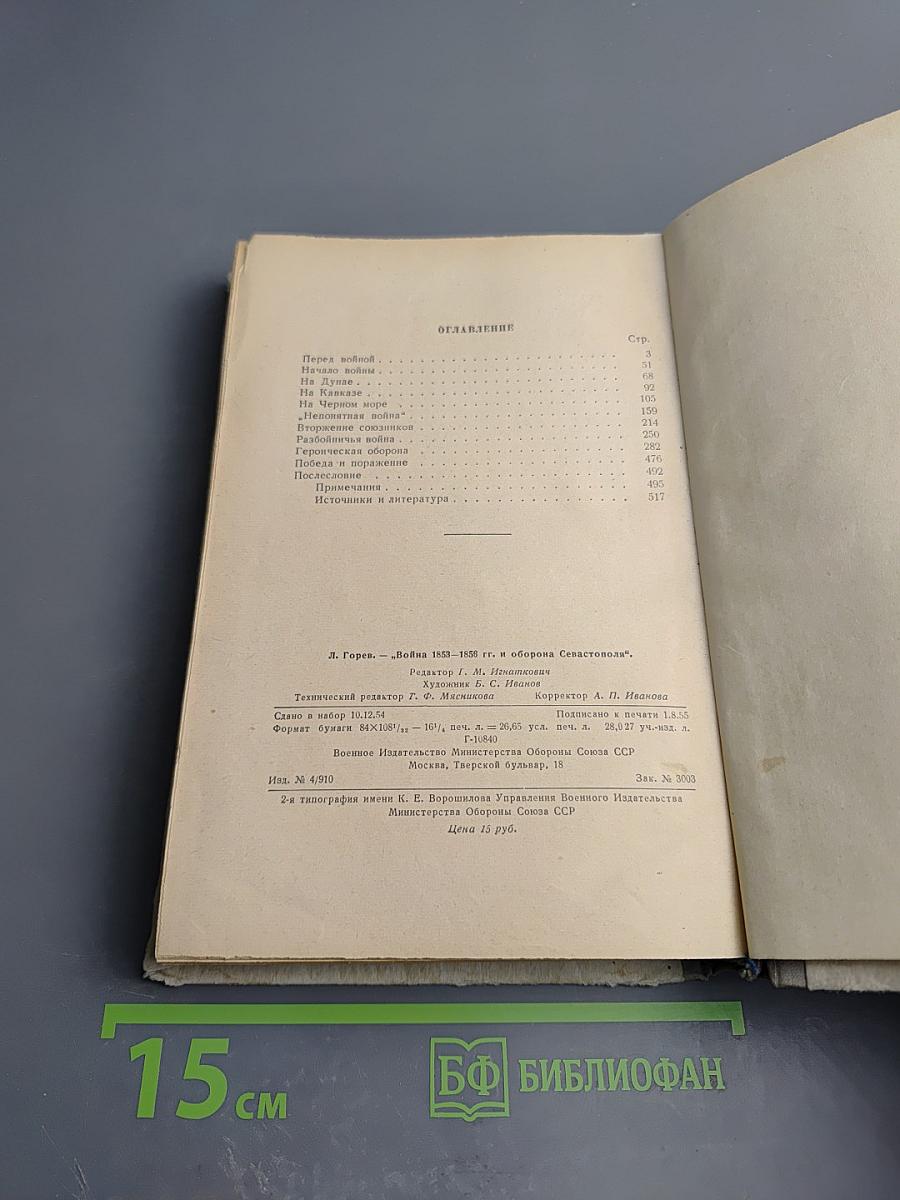 ОГЛАВЛЕНИЕ
Стр.
Перед войной . . . . . . . . . . . . . . . . . . . . 3
Начало войны . . . . . . . . . . . . . . . . . . . . 51
На Дунае . . . . . . . . . . . . . . . . . . . . 68
На Кавказе . . . . . . . . . . . . . . . . . . . . 92
На Черном море . . . . . . . . . . . . . . . . . . . . 105
„Непонятная война“ . . . . . . . . . . . . . . . . . . . . 159
Вторжение союзников . . . . . . . . . . . . . . . . . . . . 214
Разбойничья война . . . . . . . . . . . . . . . . . . . . 250
Героическая оборона . . . . . . . . . . . . . . . . . . . . 282
Победа и поражение . . . . . . . . . . . . . . . . . . . . 476
Послесловие . . . . . . . . . . . . . . . . . . . . 492
Примечания . . . . . . . . . . . . . . . . . . . . 495
Источники и литература . . . . . . . . . . . . . . . . 517
Л. Горев. — „Война 1853—1856 гг. и оборона Севастополя“.
Редактор Г. М. Игнаткович
Художник Б. С. Иванов
Технический редактор Г. Ф. Мясникова Корректор А. П. Иванова
Сдано в набор 10.12.54 Подписано к печати 1.8.55
Формат бумаги 84×108¹/₃₂ — 16¹/₄ печ. л. = 26,65 усл. печ. л. 28,027 уч.-изд. л.
Г-10840
Военное Издательство Министерства Обороны Союза ССР
Москва, Тверской бульвар, 18
Изд. № 4/910 Зак. № 3003
2-я типография имени К. Е. Ворошилова Управления Военного Издательства
Министерства Обороны Союза ССР
Цена 15 руб.
15 см БФ БИБЛИОФАН